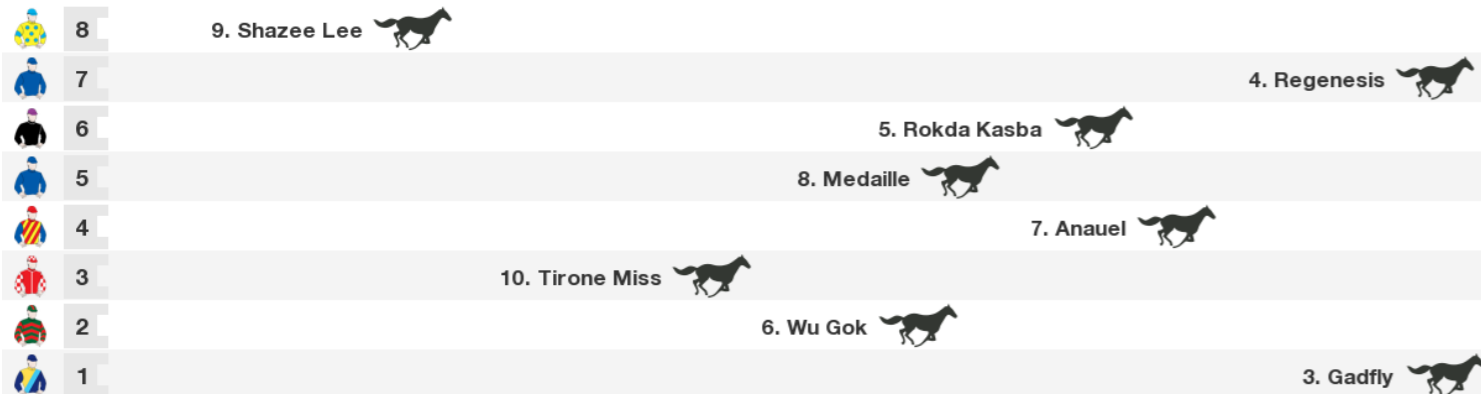 8 9. Shazee Lee
7 4. Regenesis
6 5. Rokda Kasba
5 8. Medaille
4 7. Anauel
3 10. Tirone Miss
2 6. Wu Gok
1 3. Gadfly